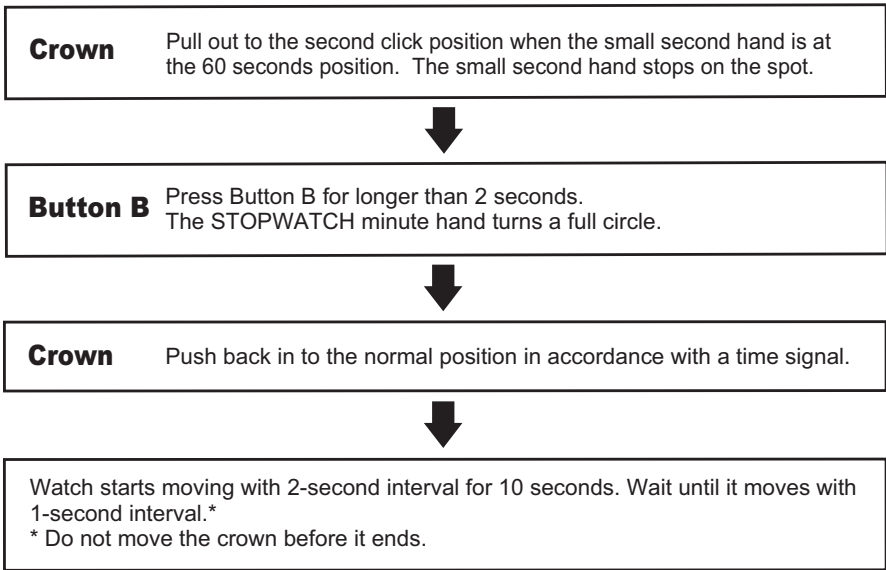 Crown Pull out to the second click position when the small second hand is at
the 60 seconds position. The small second hand stops on the spot.
Button B Press Button B for longer than 2 seconds.
The STOPWATCH minute hand turns a full circle.
Crown Push back in to the normal position in accordance with a time signal.
Watch starts moving with 2-second interval for 10 seconds. Wait until it moves with
1-second interval.*
* Do not move the crown before it ends.